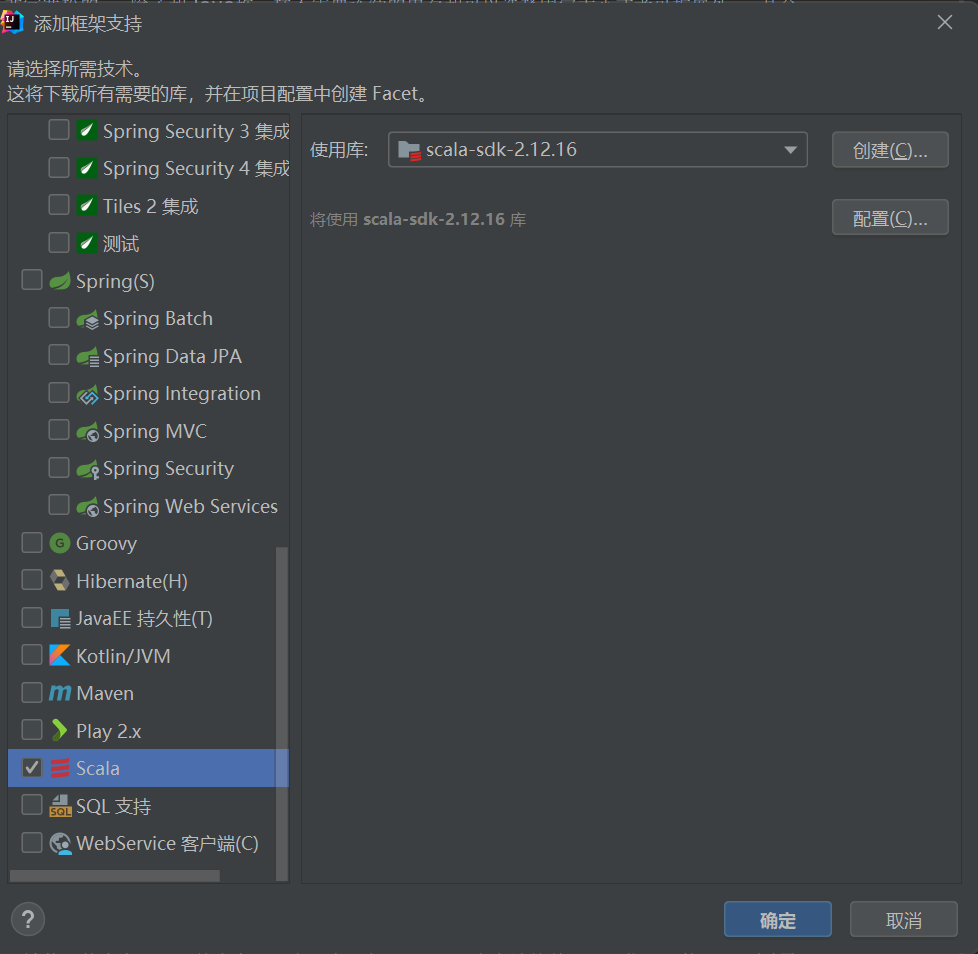 添加框架支持
请选择所需技术。
这将下载所有需要的库，并在项目配置中创建 Facet。
Spring Security 3 集成
Spring Security 4 集成
Tiles 2 集成
测试
Spring(S)
Spring Batch
Spring Data JPA
Spring Integration
Spring MVC
Spring Security
Spring Web Services
Groovy
Hibernate(H)
JavaEE 持久性(T)
Kotlin/JVM
Maven
Play 2.x
Scala
SQL 支持
WebService 客户端(C)
使用库: scala-sdk-2.12.16 创建(C)...
将使用 scala-sdk-2.12.16 库 配置(C)...
? 确定 取消